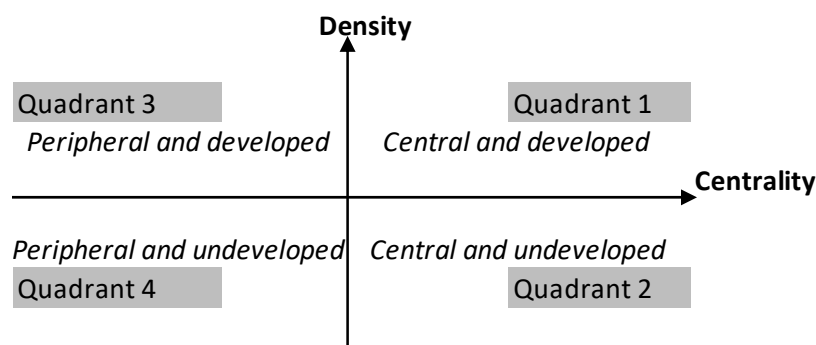 Density
Quadrant 3
Quadrant 1
Peripheral and developed
Central and developed
Centrality
Peripheral and undeveloped
Central and undeveloped
Quadrant 4
Quadrant 2